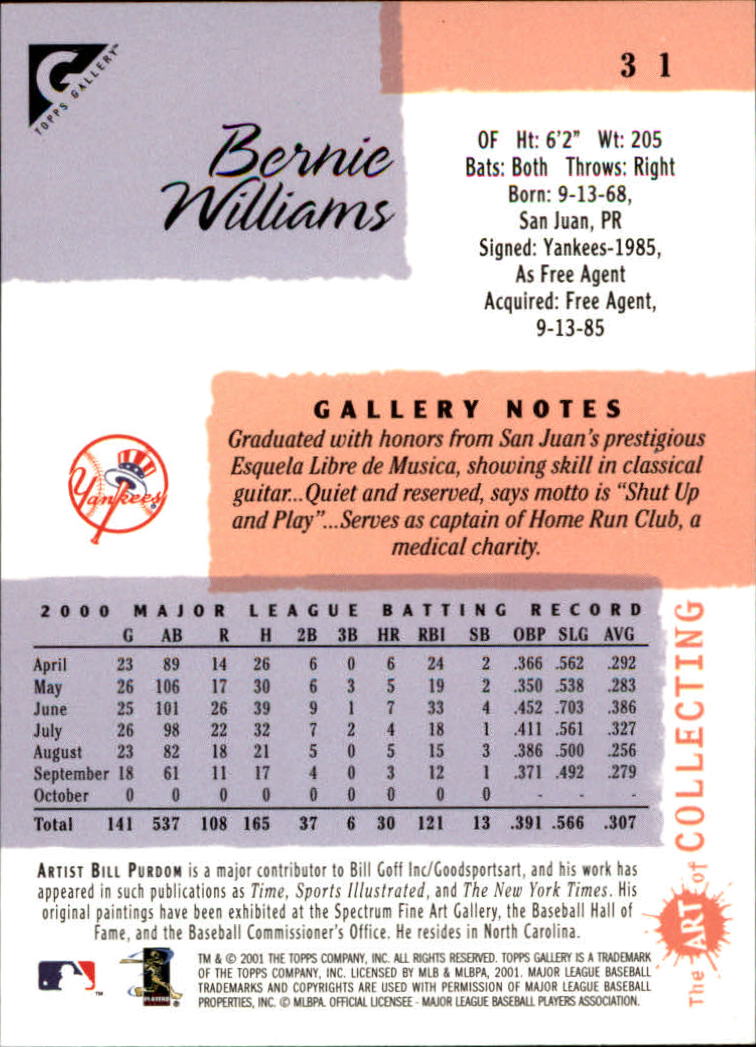 G
TOPPS GALLERY™
31
Bernie
Williams
OF Ht: 6'2" Wt: 205
Bats: Both Throws: Right
Born: 9-13-68,
San Juan, PR
Signed: Yankees-1985,
As Free Agent
Acquired: Free Agent,
9-13-85
GALLERY NOTES
Graduated with honors from San Juan's prestigious
Esquela Libre de Musica, showing skill in classical
guitar...Quiet and reserved, says motto is "Shut Up
and Play"...Serves as captain of Home Run Club, a
medical charity.
Yankees
2000 MAJOR LEAGUE BATTING RECORD
G AB R H 2B 3B HR RBI SB OBP SLG AVG
April 23 89 14 26 6 0 6 24 2 .366 .562 .292
May 26 106 17 30 6 3 5 19 2 .350 .538 .283
June 25 101 26 39 9 1 7 33 4 .452 .703 .386
July 26 98 22 32 7 2 4 18 1 .411 .561 .327
August 23 82 18 21 5 0 5 15 3 .386 .500 .256
September 18 61 11 17 4 0 3 12 1 .371 .492 .279
October 0 0 0 0 0 0 0 0 0 - - -
Total 141 537 108 165 37 6 30 121 13 .391 .566 .307
The ART of COLLECTING
ARTIST BILL PURDOM is a major contributor to Bill Goff Inc/Goodsportsart, and his work has
appeared in such publications as Time, Sports Illustrated, and The New York Times. His
original paintings have been exhibited at the Spectrum Fine Art Gallery, the Baseball Hall of
Fame, and the Baseball Commissioner's Office. He resides in North Carolina.
TM & © 2001 THE TOPPS COMPANY, INC. ALL RIGHTS RESERVED. TOPPS GALLERY IS A TRADEMARK
OF THE TOPPS COMPANY, INC. LICENSED BY MLB & MLBPA, 2001. MAJOR LEAGUE BASEBALL
TRADEMARKS AND COPYRIGHTS ARE USED WITH PERMISSION OF MAJOR LEAGUE BASEBALL
PROPERTIES, INC. © MLBPA. OFFICIAL LICENSEE - MAJOR LEAGUE BASEBALL PLAYERS ASSOCIATION.